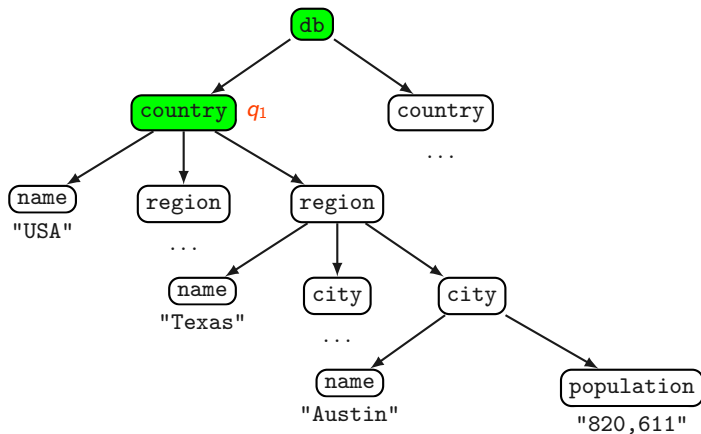 db
country q1 country
...
name region region
"USA" ...
name city city
"Texas" ...
name population
"Austin" "820,611"